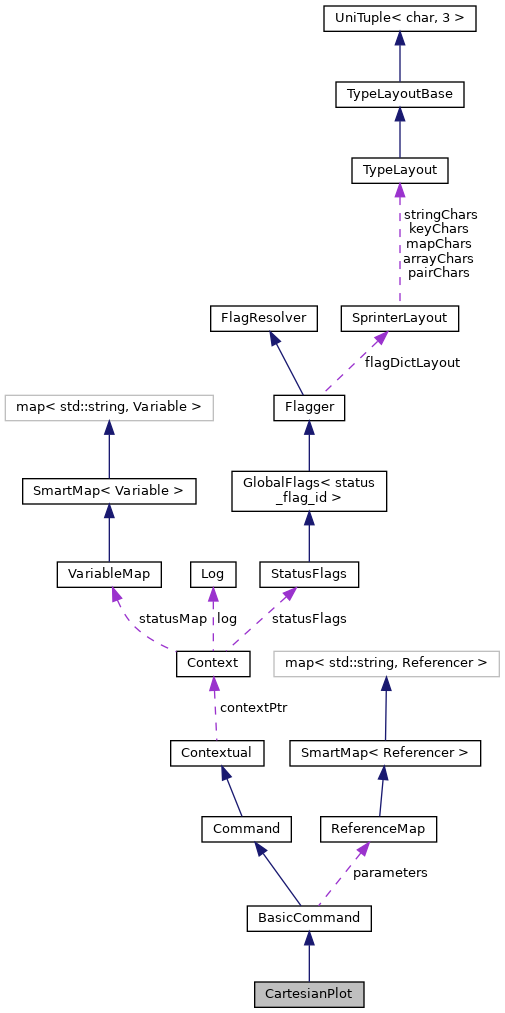 UniTuple< char, 3 >
TypeLayoutBase
TypeLayout
stringChars
keyChars
mapChars
arrayChars
pairChars
FlagResolver
SprinterLayout
flagDictLayout
Flagger
map< std::string, Variable >
SmartMap< Variable >
GlobalFlags< status
_flag_id >
VariableMap
Log
StatusFlags
statusMap
log
statusFlags
Context
map< std::string, Referencer >
contextPtr
Contextual
SmartMap< Referencer >
Command
ReferenceMap
parameters
BasicCommand
CartesianPlot